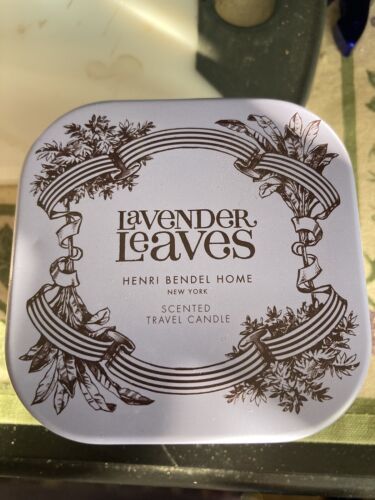 LAVENDER
LEAVES
HENRI BENDEL HOME
NEW YORK
SCENTED
TRAVEL CANDLE